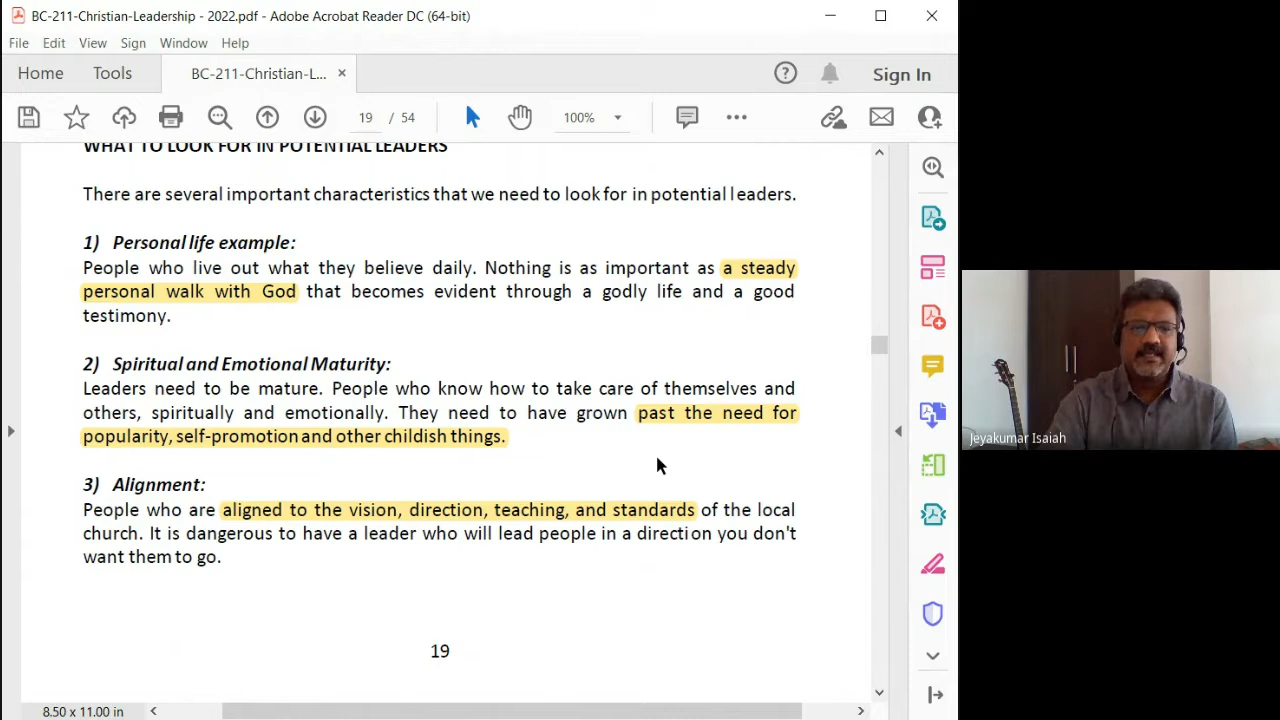 BC-211-Christian-Leadership - 2022.pdf - Adobe Acrobat Reader DC (64-bit)
File Edit View Sign Window Help
Home Tools BC-211-Christian-L... × Sign In
19 / 54 100%
WHAT TO LOOK FOR IN POTENTIAL LEADERS
There are several important characteristics that we need to look for in potential leaders.
1) Personal life example:
People who live out what they believe daily. Nothing is as important as a steady
personal walk with God that becomes evident through a godly life and a good
testimony.
2) Spiritual and Emotional Maturity:
Leaders need to be mature. People who know how to take care of themselves and
others, spiritually and emotionally. They need to have grown past the need for
popularity, self-promotion and other childish things.
3) Alignment:
People who are aligned to the vision, direction, teaching, and standards of the local
church. It is dangerous to have a leader who will lead people in a direction you don't
want them to go.
19
8.50 x 11.00 in
Jeyakumar Isaiah